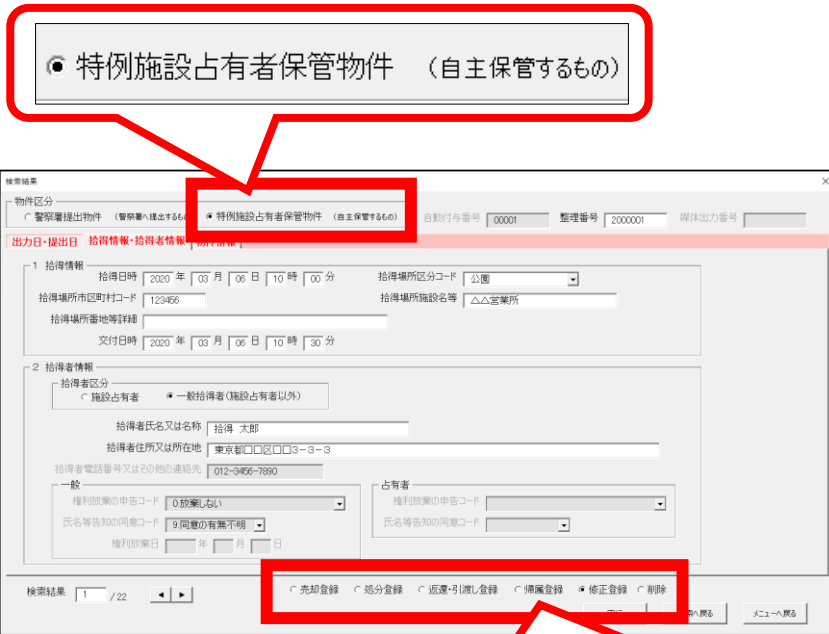 特例施設占有者保管物件 (自主保管するもの)
検索結果
物件区分
警察署提出物件 (警察署へ提出するもの 特例施設占有者保管物件 (自主保管するもの) 自動付与番号 00001 整理番号 2000001 媒体出力番号
出力日・提出日 拾得情報・拾得者情報 物件情報
1 拾得情報
拾得日時 2020 年 03 月 06 日 10 時 00 分 拾得場所区分コード 公園
拾得場所市区町村コード 123456 拾得場所施設名等 △△営業所
拾得場所番地等詳細
交付日時 2020 年 03 月 06 日 10 時 30 分
2 拾得者情報
拾得者区分
施設占有者 一般拾得者(施設占有者以外)
拾得者氏名又は名称 拾得 太郎
拾得者住所又は所在地 東京都□□区□□3-3-3
拾得者電話番号又はその他の連絡先 012-3456-7890
一般 占有者
権利放棄の申告コード 0:放棄しない 権利放棄の申告コード
氏名等告知の同意コード 9:同意の有無不明 氏名等告知の同意コード
権利放棄日 年 月 日
売却登録 処分登録 返還・引渡し登録 帰属登録 修正登録 削除
検索結果 1 / 22
へ戻る メニューへ戻る